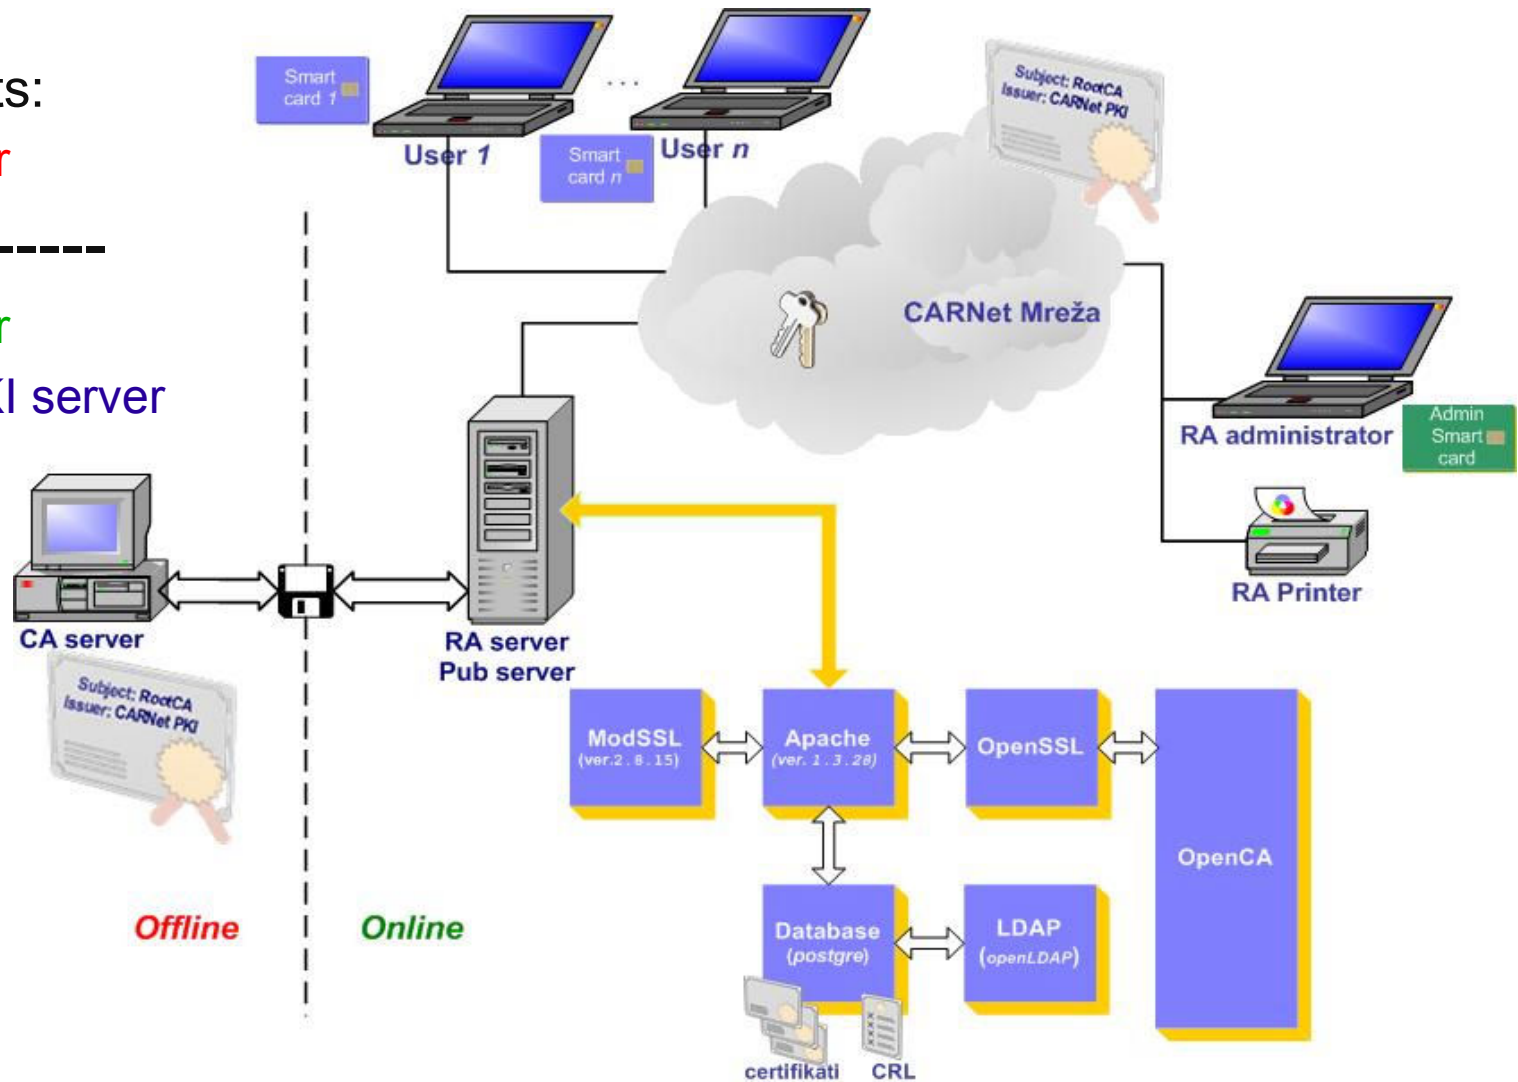 ts:
r
------
r
KI server
Smart
card 1
...
User 1
Smart
card n
User n
Subject: RootCA
Issuer: CARNet PKI
CARNet Mreža
RA administrator
Admin
Smart
card
RA Printer
CA server
RA server
Pub server
Subject: RootCA
Issuer: CARNet PKI
ModSSL
(ver.2.8.15)
Apache
(ver. 1.3.28)
OpenSSL
OpenCA
Database
(postgre)
LDAP
(openLDAP)
Offline
Online
certifikati
CRL